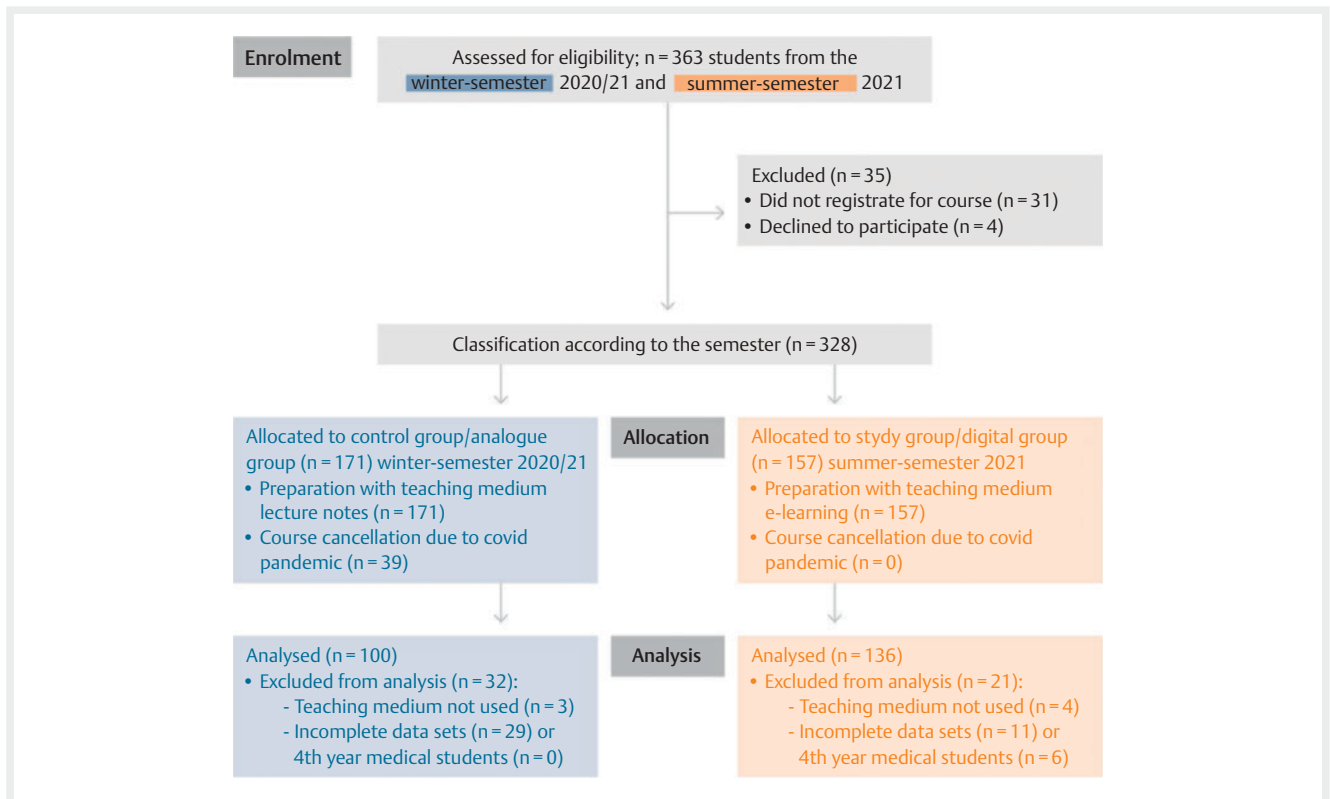 Enrolment
Assessed for eligibility; n = 363 students from the
winter-semester 2020/21 and summer-semester 2021
Excluded (n = 35)
• Did not registrate for course (n = 31)
• Declined to participate (n = 4)
Classification according to the semester (n = 328)
Allocated to control group/analogue
group (n = 171) winter-semester 2020/21
• Preparation with teaching medium
lecture notes (n = 171)
• Course cancellation due to covid
pandemic (n = 39)
Allocation
Allocated to stydy group/digital group
(n = 157) summer-semester 2021
• Preparation with teaching medium
e-learning (n = 157)
• Course cancellation due to covid
pandemic (n = 0)
Analysed (n = 100)
• Excluded from analysis (n = 32):
- Teaching medium not used (n = 3)
- Incomplete data sets (n = 29) or
4th year medical students (n = 0)
Analysis
Analysed (n = 136)
• Excluded from analysis (n = 21):
- Teaching medium not used (n = 4)
- Incomplete data sets (n = 11) or
4th year medical students (n = 6)